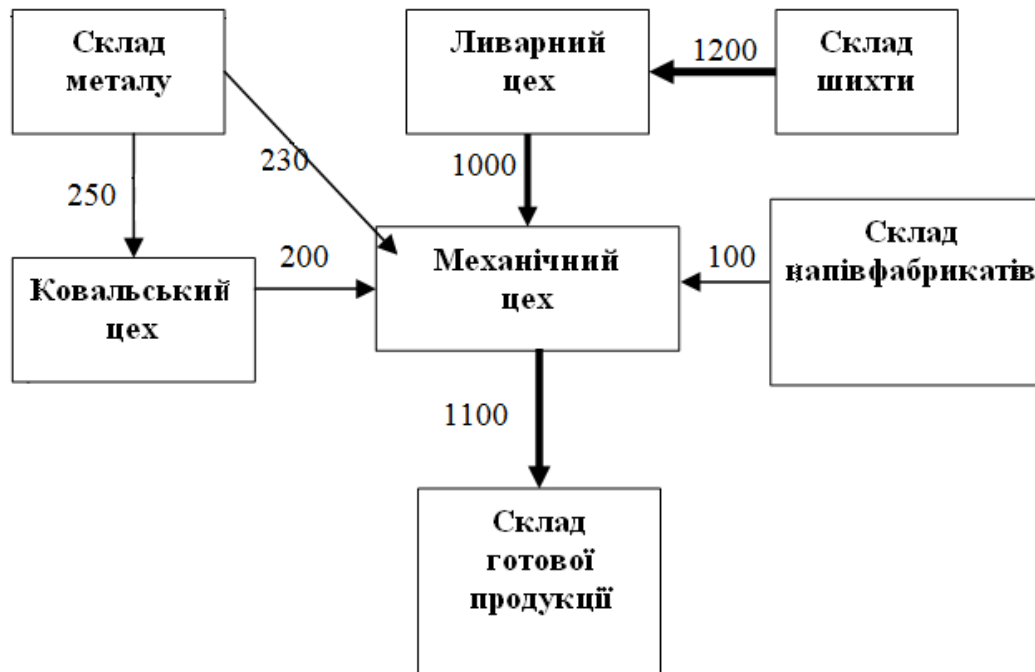 Склад
металу
Ливарний
цех
1200
Склад
шихти
230
1000
250
Склад
напівфабрикатів
200
Механічний
цех
100
Ковальський
цех
1100
Склад
готової
продукції